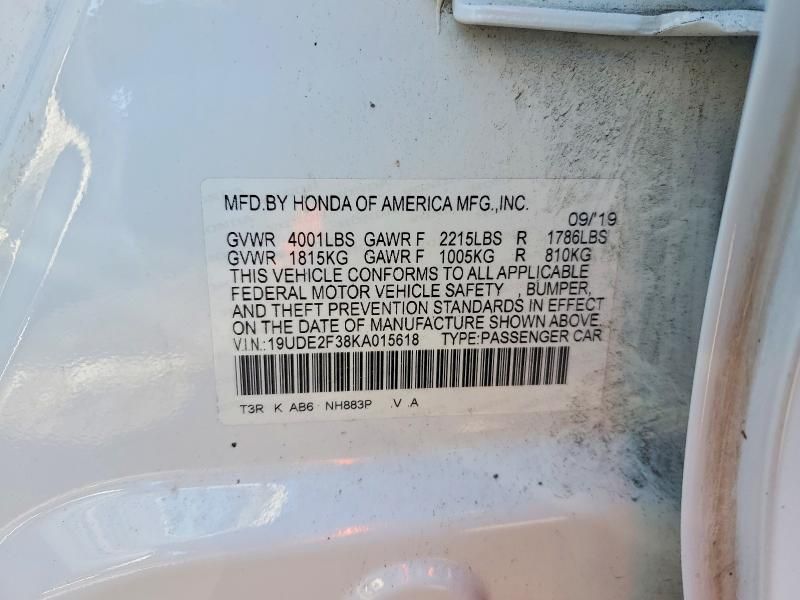 MFD.BY HONDA OF AMERICA MFG.,INC.
09/'19
GVWR 4001LBS GAWR F 2215LBS R 1786LBS
GVWR 1815KG GAWR F 1005KG R 810KG
THIS VEHICLE CONFORMS TO ALL APPLICABLE
FEDERAL MOTOR VEHICLE SAFETY , BUMPER,
AND THEFT PREVENTION STANDARDS IN EFFECT
ON THE DATE OF MANUFACTURE SHOWN ABOVE.
V.I.N.:19UDE2F38KA015618 TYPE:PASSENGER CAR
T3R K AB6 NH883P .V .A